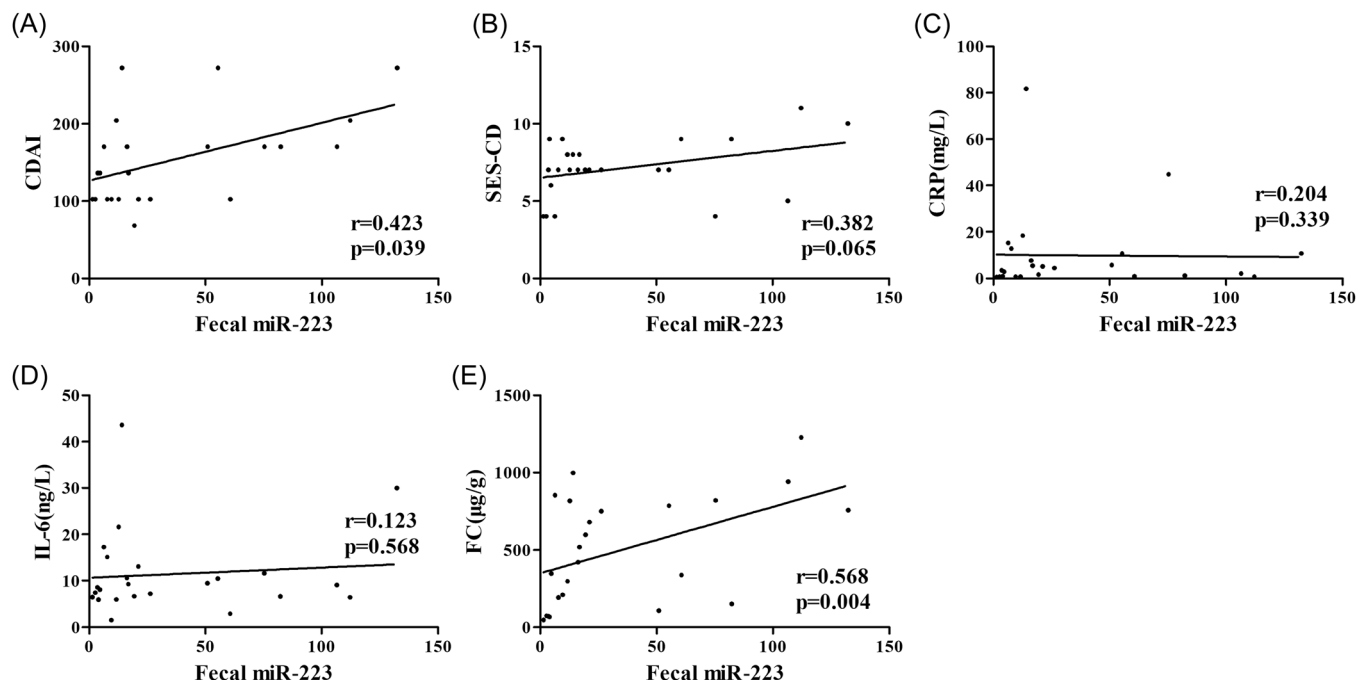 (A)
300
200
100
0
CDAI
r=0.423
p=0.039
0 50 100 150
Fecal miR-223
(B)
15
10
5
0
SES-CD
r=0.382
p=0.065
0 50 100 150
Fecal miR-223
(C)
100
80
60
40
20
0
CRP(mg/L)
r=0.204
p=0.339
0 50 100 150
Fecal miR-223
(D)
50
40
30
20
10
0
IL-6(ng/L)
r=0.123
p=0.568
0 50 100 150
Fecal miR-223
(E)
1500
1000
500
0
FC(μg/g)
r=0.568
p=0.004
0 50 100 150
Fecal miR-223